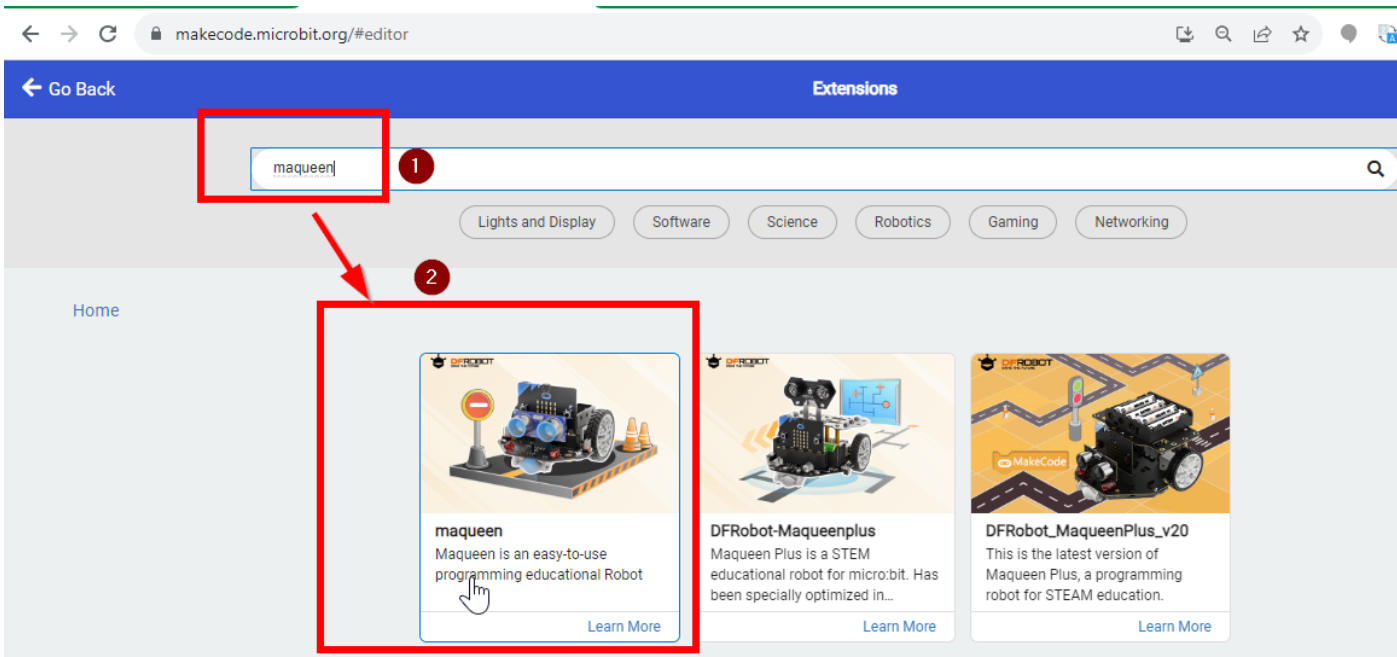 makecode.microbit.org/#editor
Go Back
Extensions
maqueen
1
Lights and Display
Software
Science
Robotics
Gaming
Networking
2
Home
DFROBOT
maqueen
Maqueen is an easy-to-use
programming educational Robot
Learn More
DFROBOT
DFRobot-Maqueenplus
Maqueen Plus is a STEM
educational robot for micro:bit. Has
been specially optimized in...
Learn More
DFROBOT
MakeCode
DFRobot_MaqueenPlus_v20
This is the latest version of
Maqueen Plus, a programming
robot for STEAM education.
Learn More